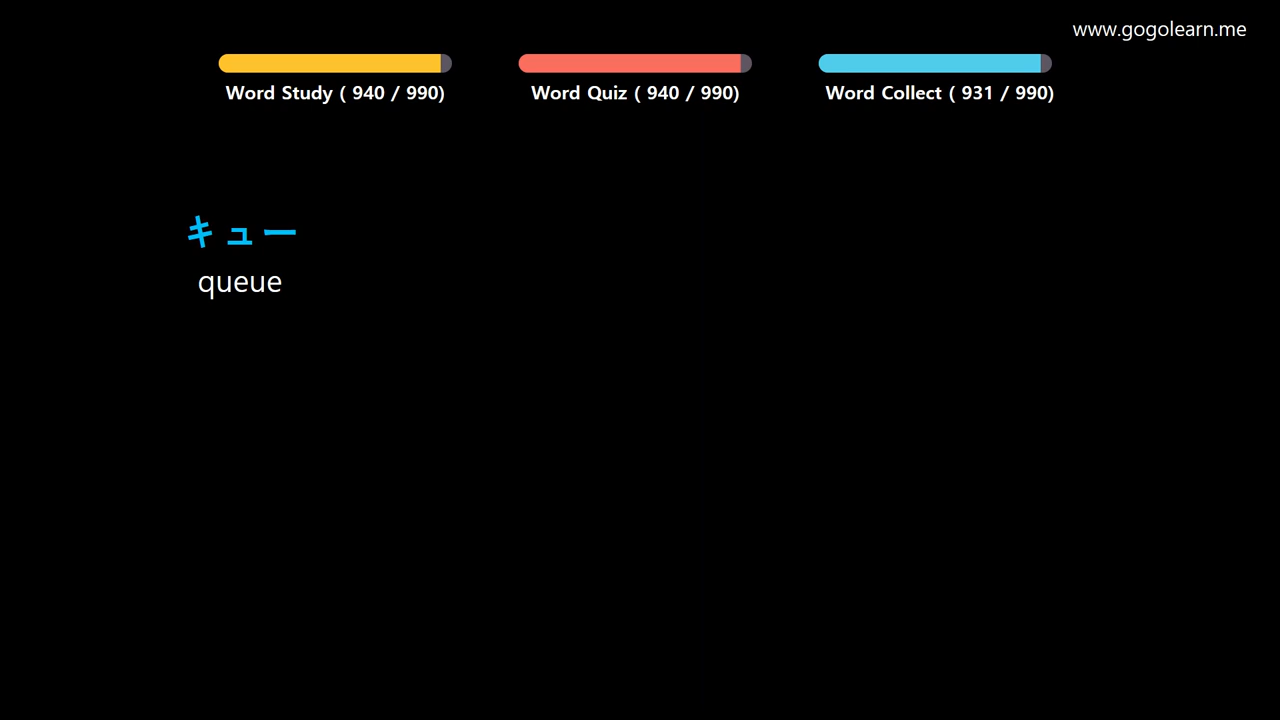 www.gogolearn.me
Word Study ( 940 / 990)
Word Quiz ( 940 / 990)
Word Collect ( 931 / 990)
キュー
queue